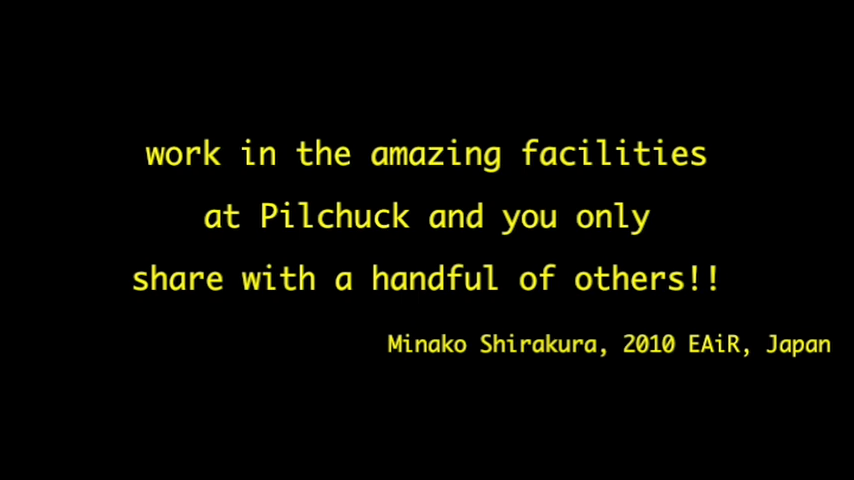 work in the amazing facilities
at Pilchuck and you only
share with a handful of others!!
Minako Shirakura, 2010 EAiR, Japan